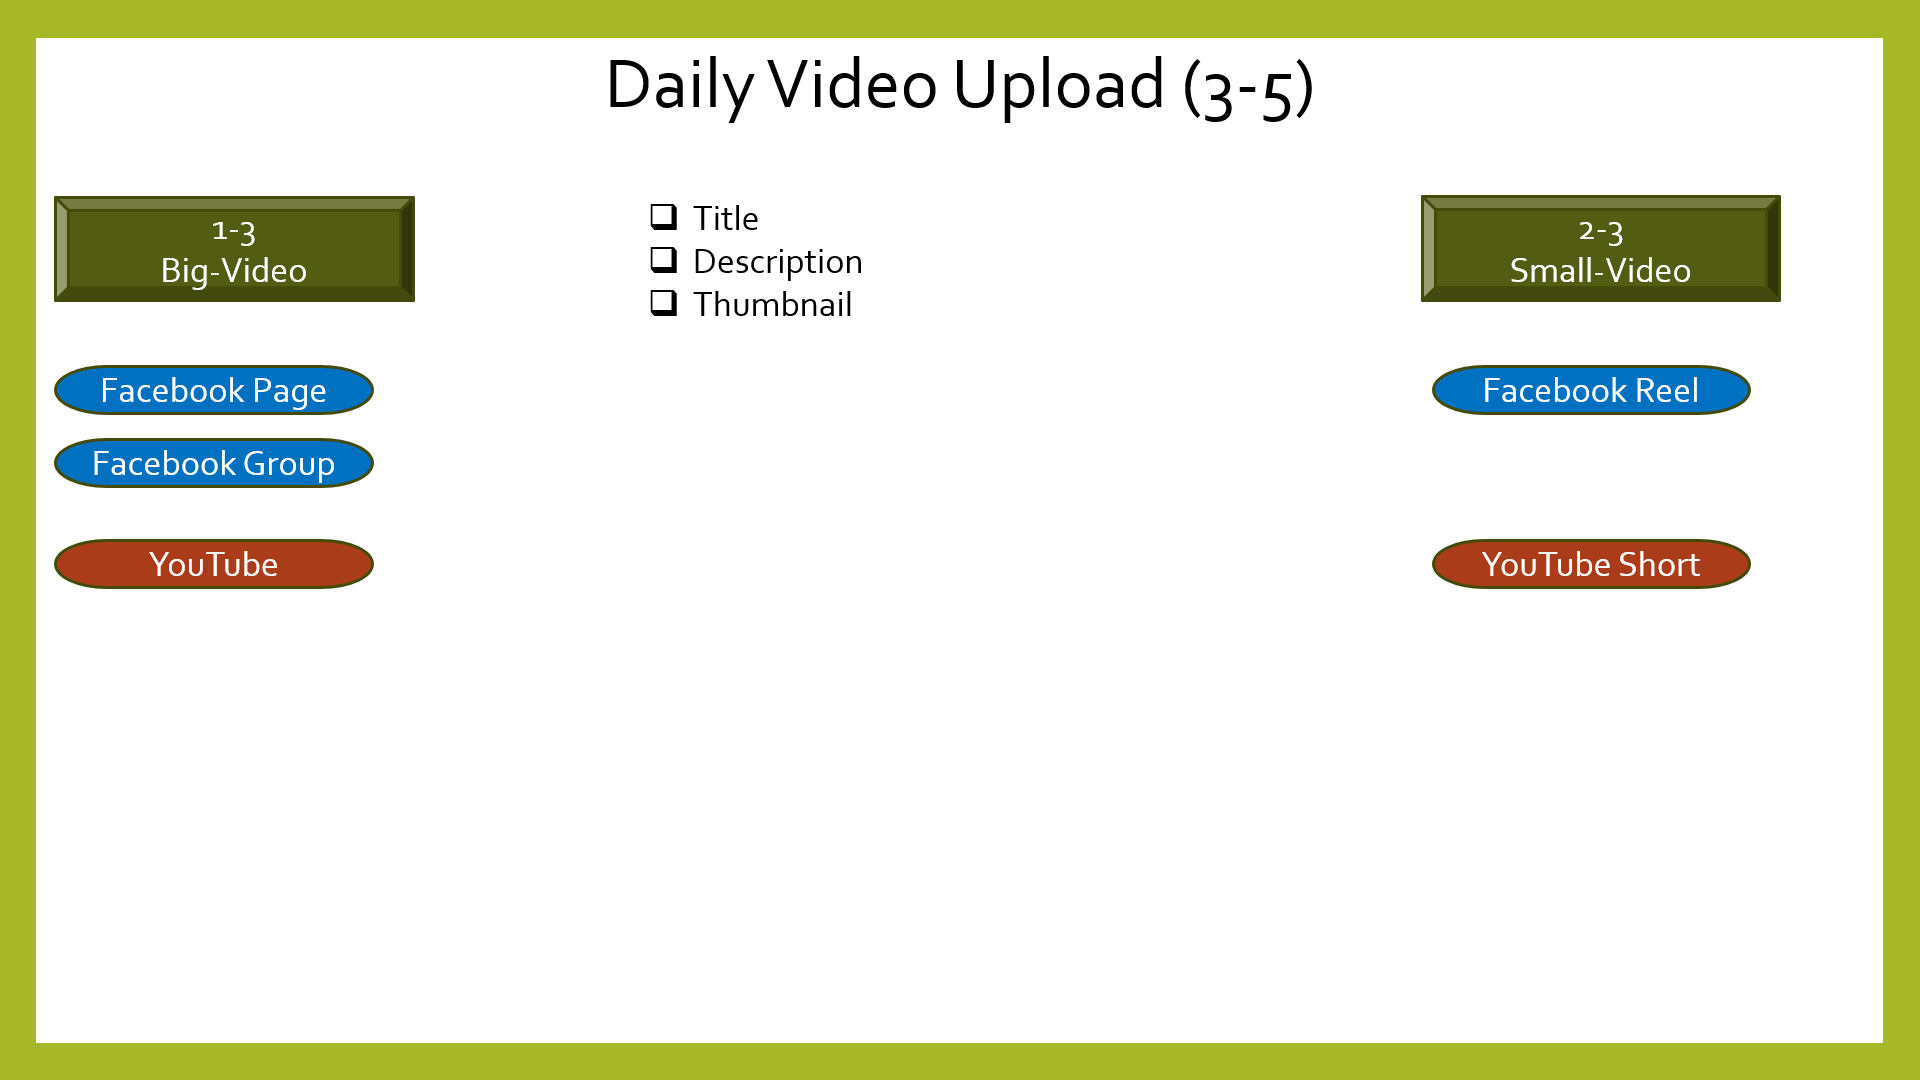 Daily Video Upload (3-5)
1-3
Big-Video
Title
Description
Thumbnail
2-3
Small-Video
Facebook Page
Facebook Reel
Facebook Group
YouTube
YouTube Short